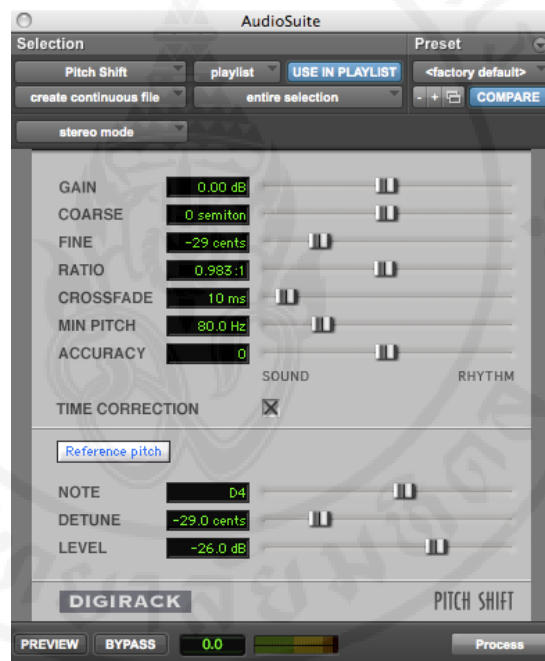 AudioSuite
Selection
Preset
Pitch Shift
playlist
USE IN PLAYLIST
<factory default>
create continuous file
entire selection
- +
COMPARE
stereo mode
GAIN 0.00 dB
COARSE 0 semiton
FINE -29 cents
RATIO 0.983:1
CROSSFADE 10 ms
MIN PITCH 80.0 Hz
ACCURACY 0
SOUND RHYTHM
TIME CORRECTION
Reference pitch
NOTE D4
DETUNE -29.0 cents
LEVEL -26.0 dB
DIGIRACK PITCH SHIFT
PREVIEW BYPASS 0.0 Process